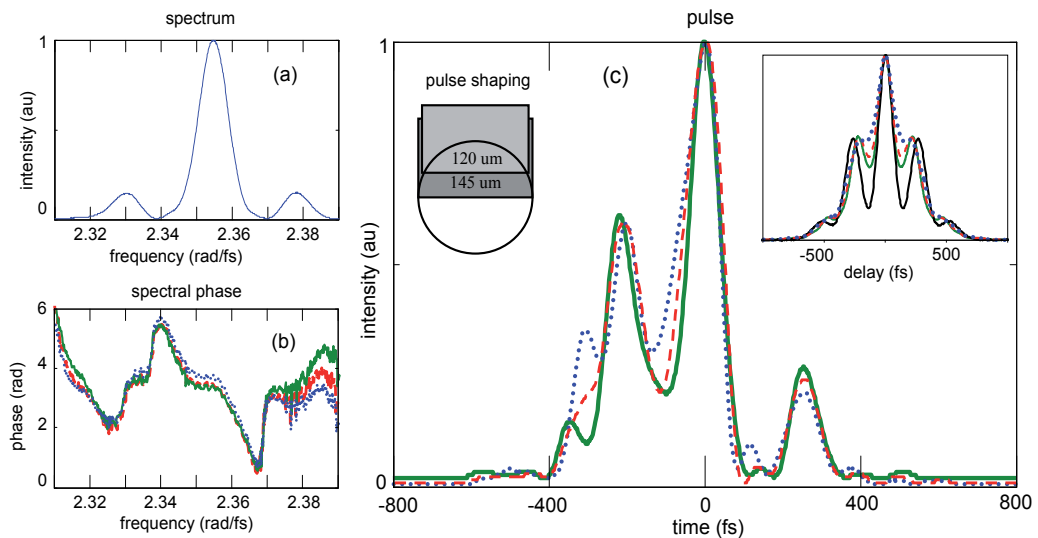 spectrum
1
(a)
intensity (au)
0
2.32 2.34 2.36 2.38
frequency (rad/fs)
spectral phase
6
(b)
4
phase (rad)
2
0
2.32 2.34 2.36 2.38
frequency (rad/fs)
pulse
1
(c)
pulse shaping
120 um
145 um
intensity (au)
0
-800 -400 0 400 800
time (fs)
-500 500
delay (fs)